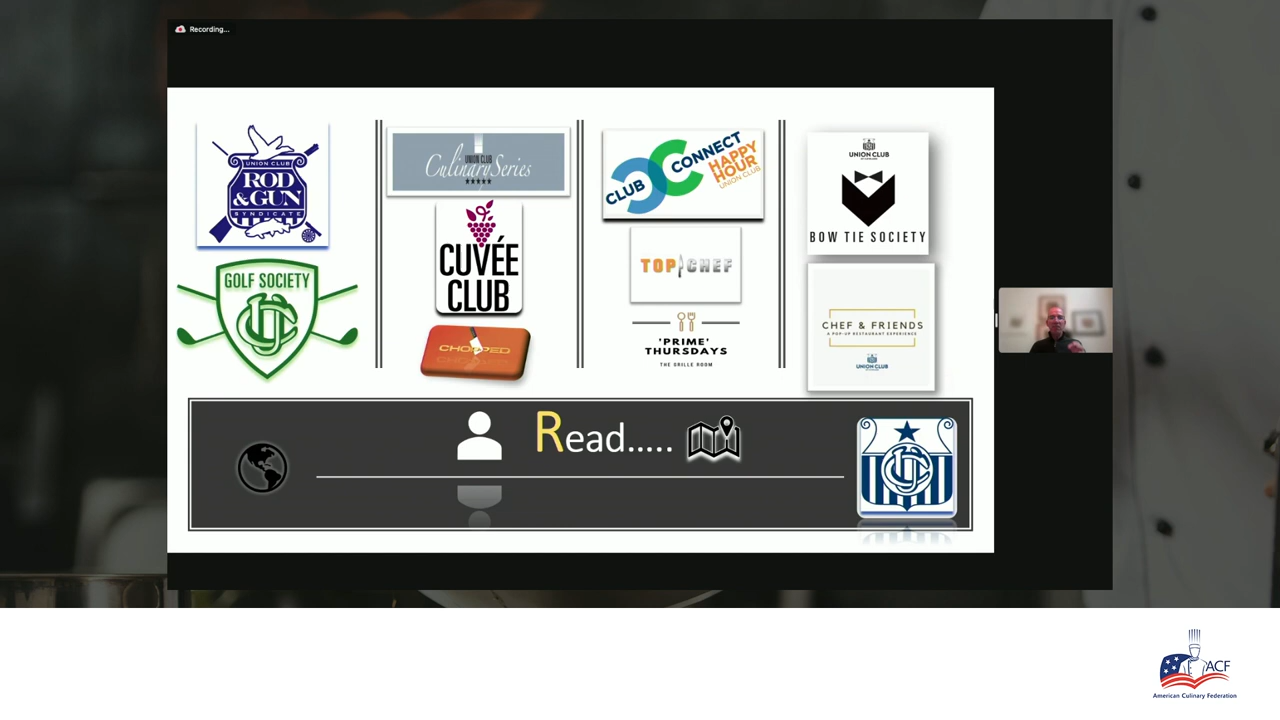 Recording...
UNION CLUB
ROD
&GUN
SYNDICATE
GOLF SOCIETY
UNION CLUB
Culinary Series
CUVÉE
CLUB
CHOPPED
CLUB CONNECT
HAPPY
HOUR
UNION CLUB
TOP CHEF
'PRIME'
THURSDAYS
THE GRILLE ROOM
UNION CLUB
BOW TIE SOCIETY
CHEF & FRIENDS
A POP-UP RESTAURANT EXPERIENCE
UNION CLUB
Read.....
ACF
American Culinary Federation